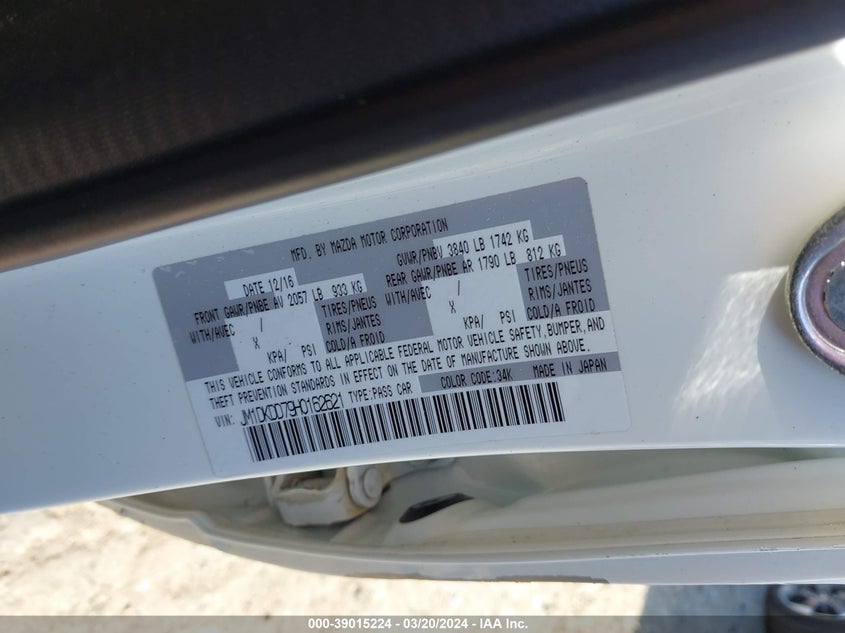 MFD. BY MAZDA MOTOR CORPORATION
DATE 12/16 GVWR/PNBV 3840 LB 1742 KG
FRONT GAWR/PNBE AV 2057 LB 933 KG REAR GAWR/PNBE AR 1790 LB 812 KG
WITH/AVEC / TIRES/PNEUS WITH/AVEC / TIRES/PNEUS
X RIMS/JANTES X RIMS/JANTES
KPA/ PSI COLD/A FROID KPA/ PSI COLD/A FROID
THIS VEHICLE CONFORMS TO ALL APPLICABLE FEDERAL MOTOR VEHICLE SAFETY, BUMPER, AND
THEFT PREVENTION STANDARDS IN EFFECT ON THE DATE OF MANUFACTURE SHOWN ABOVE.
VIN: JM1DKDD79H0152621 TYPE:PASS CAR COLOR CODE:34K MADE IN JAPAN
000-39015224 - 03/20/2024 - IAA Inc.